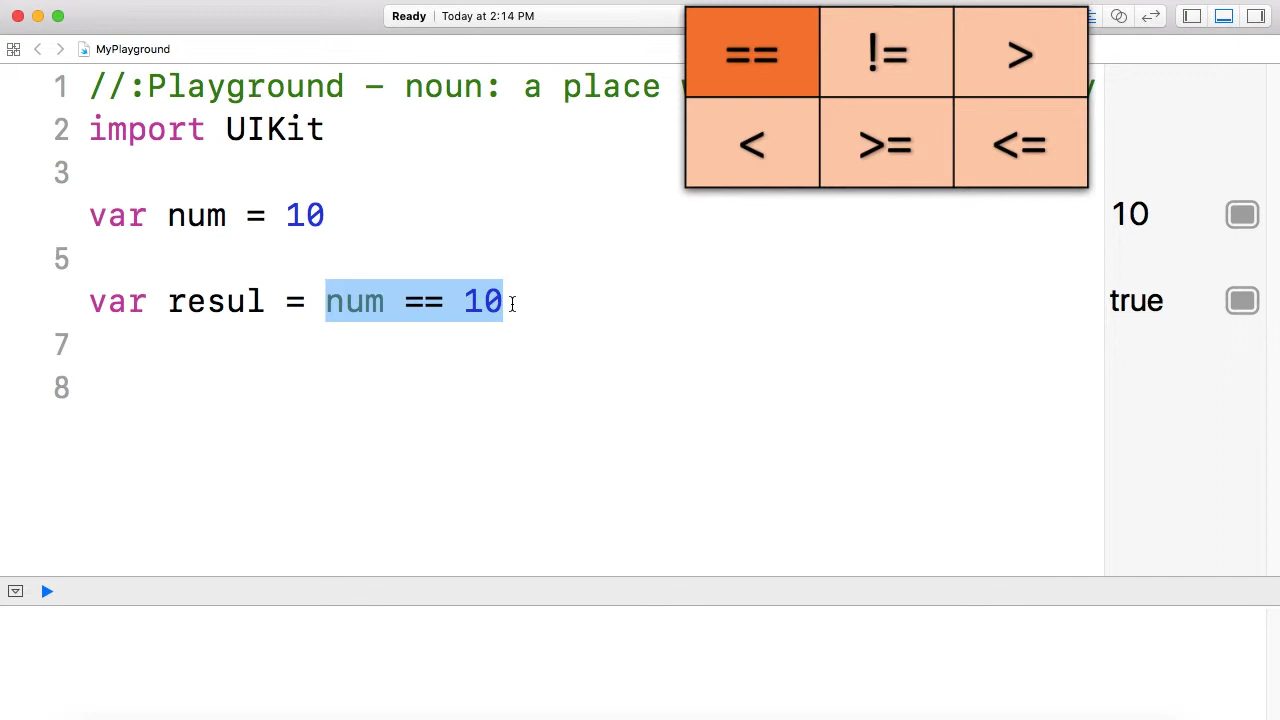 Ready Today at 2:14 PM
MyPlayground
== != >
< >= <=
1 //:Playground - noun: a place
2 import UIKit
3
var num = 10 10
5
var resul = num == 10 true
7
8